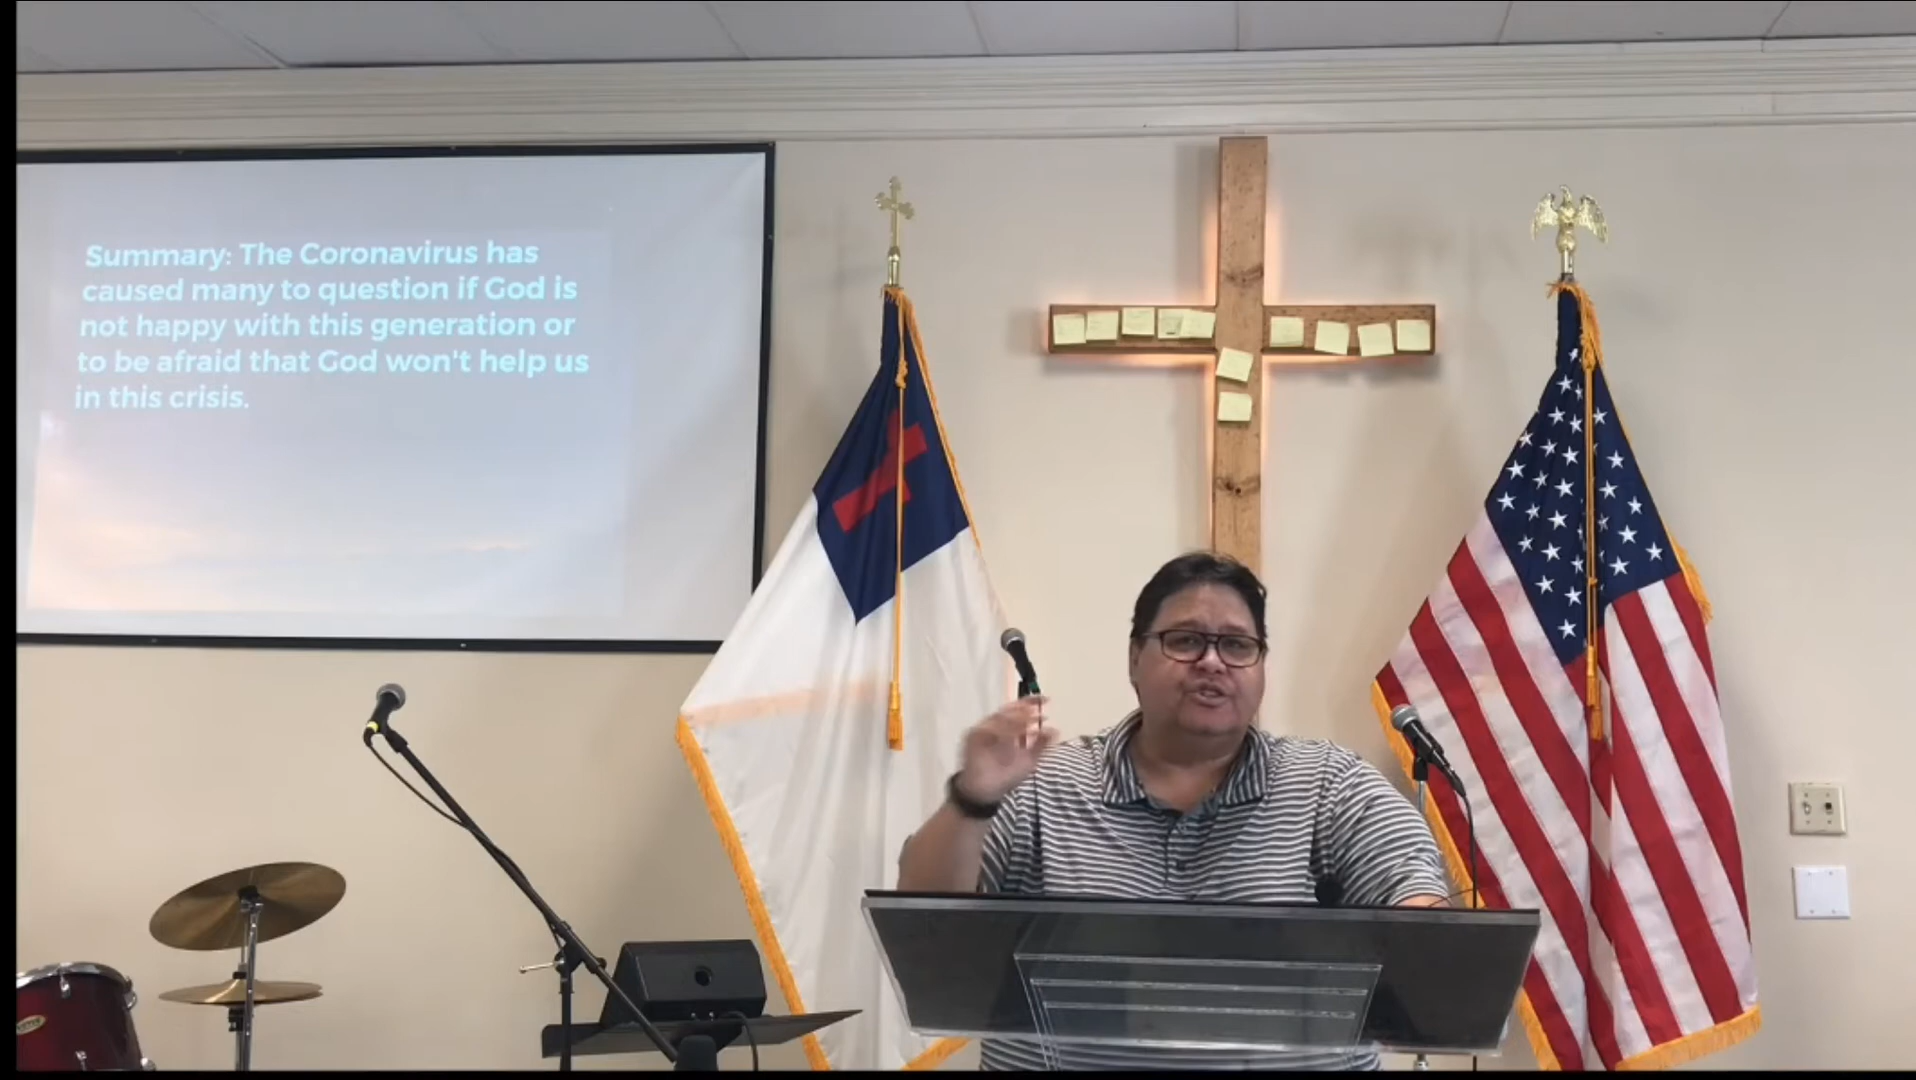 Summary: The Coronavirus has
caused many to question if God is
not happy with this generation or
to be afraid that God won't help us
in this crisis.